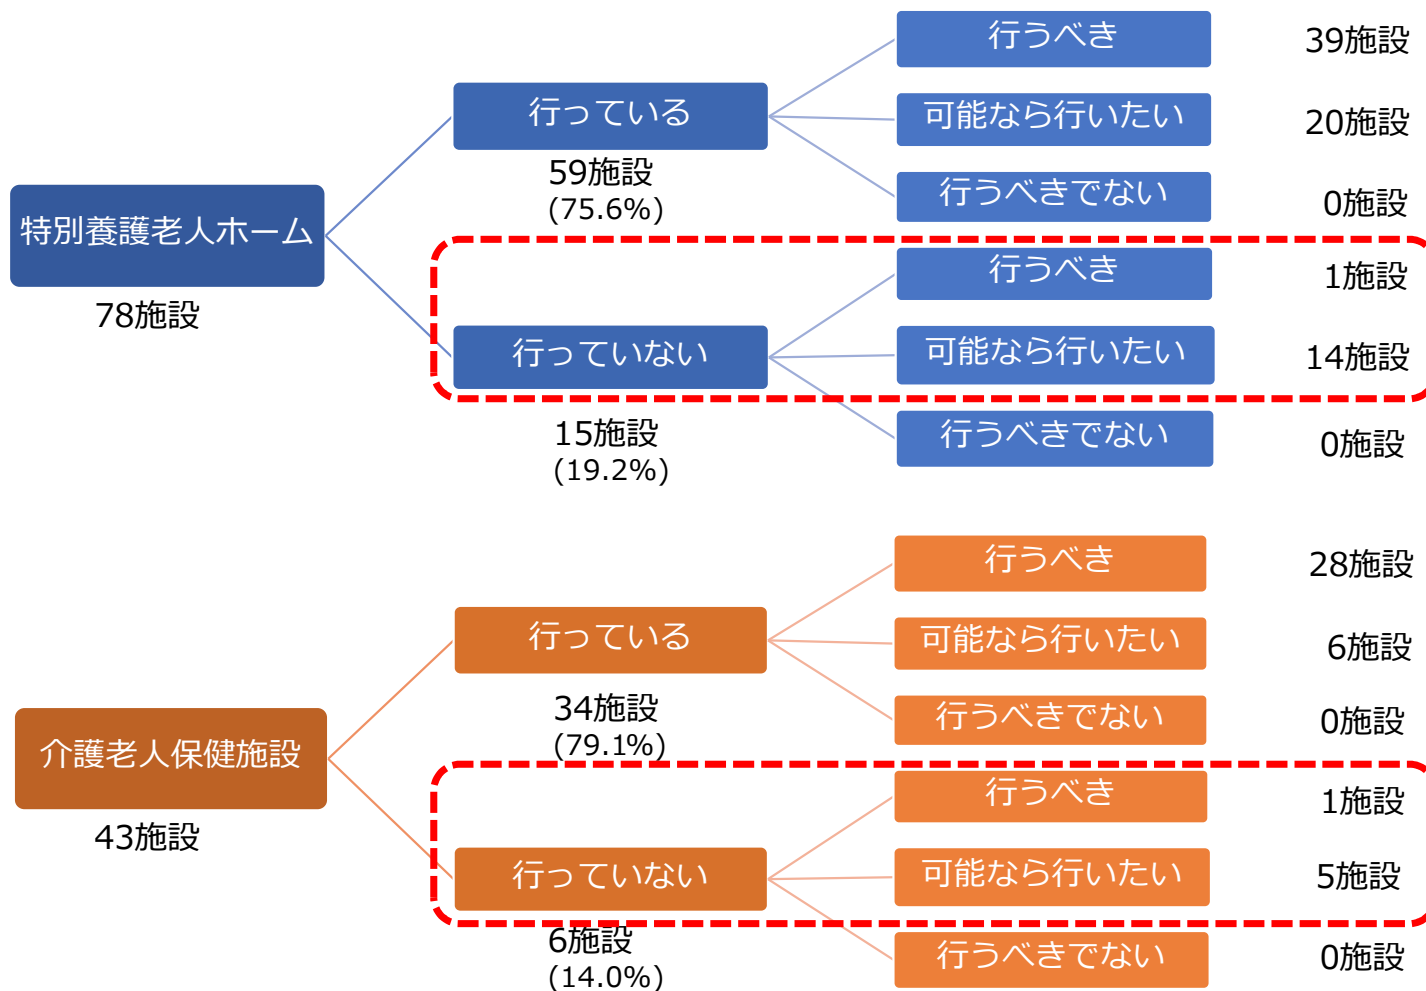 特別養護老人ホーム
78施設
行っている
59施設
(75.6%)
行うべき
39施設
可能なら行いたい
20施設
行うべきでない
0施設
行っていない
15施設
(19.2%)
行うべき
1施設
可能なら行いたい
14施設
行うべきでない
0施設
介護老人保健施設
43施設
行っている
34施設
(79.1%)
行うべき
28施設
可能なら行いたい
6施設
行うべきでない
0施設
行っていない
6施設
(14.0%)
行うべき
1施設
可能なら行いたい
5施設
行うべきでない
0施設